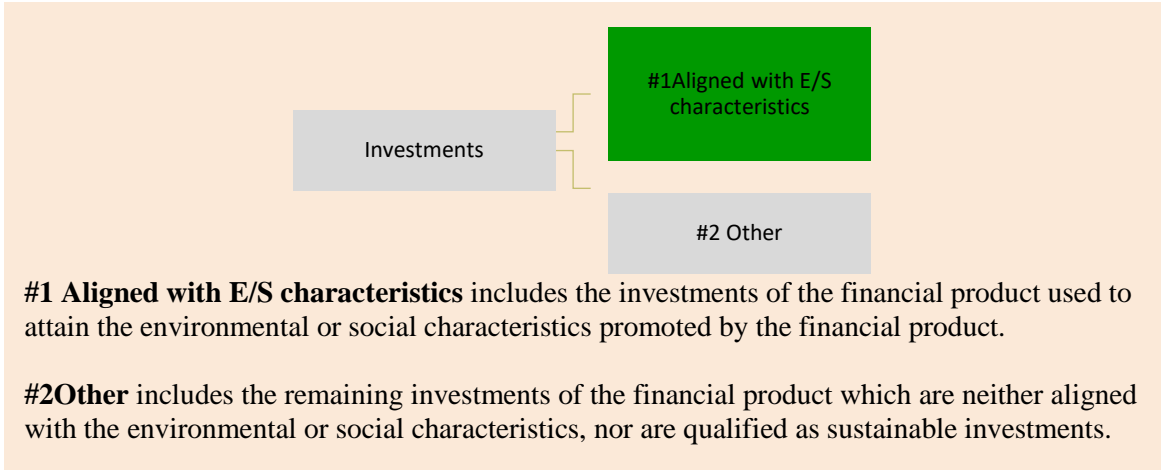 #1Aligned with E/S
characteristics
Investments
#2 Other
#1 Aligned with E/S characteristics includes the investments of the financial product used to
attain the environmental or social characteristics promoted by the financial product.
#2Other includes the remaining investments of the financial product which are neither aligned
with the environmental or social characteristics, nor are qualified as sustainable investments.